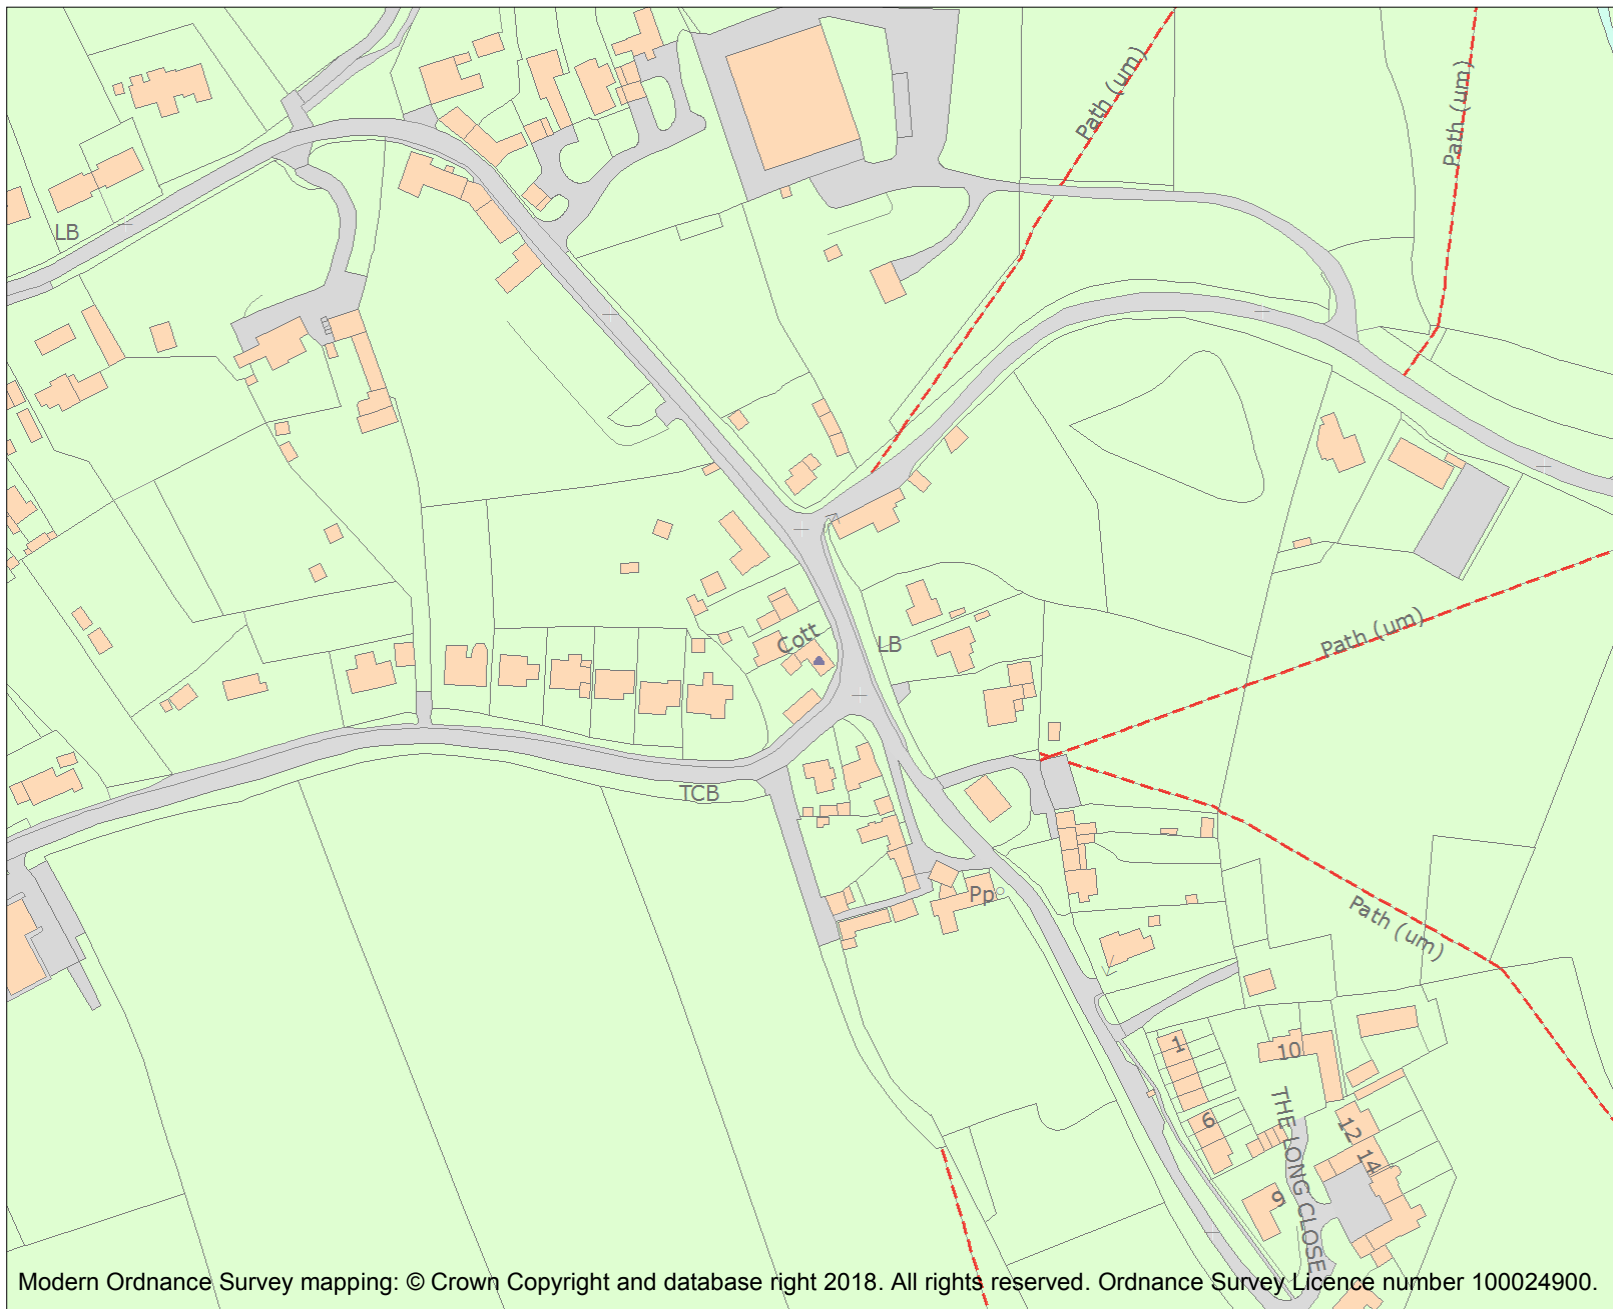 Path (um)
Path (um)
LB
Cott
LB
Path (um)
TCB
Pp
Path (um)
1
10
6
12
14
9
THE LONG CLOSE
Modern Ordnance Survey mapping: © Crown Copyright and database right 2018. All rights reserved. Ordnance Survey Licence number 100024900.